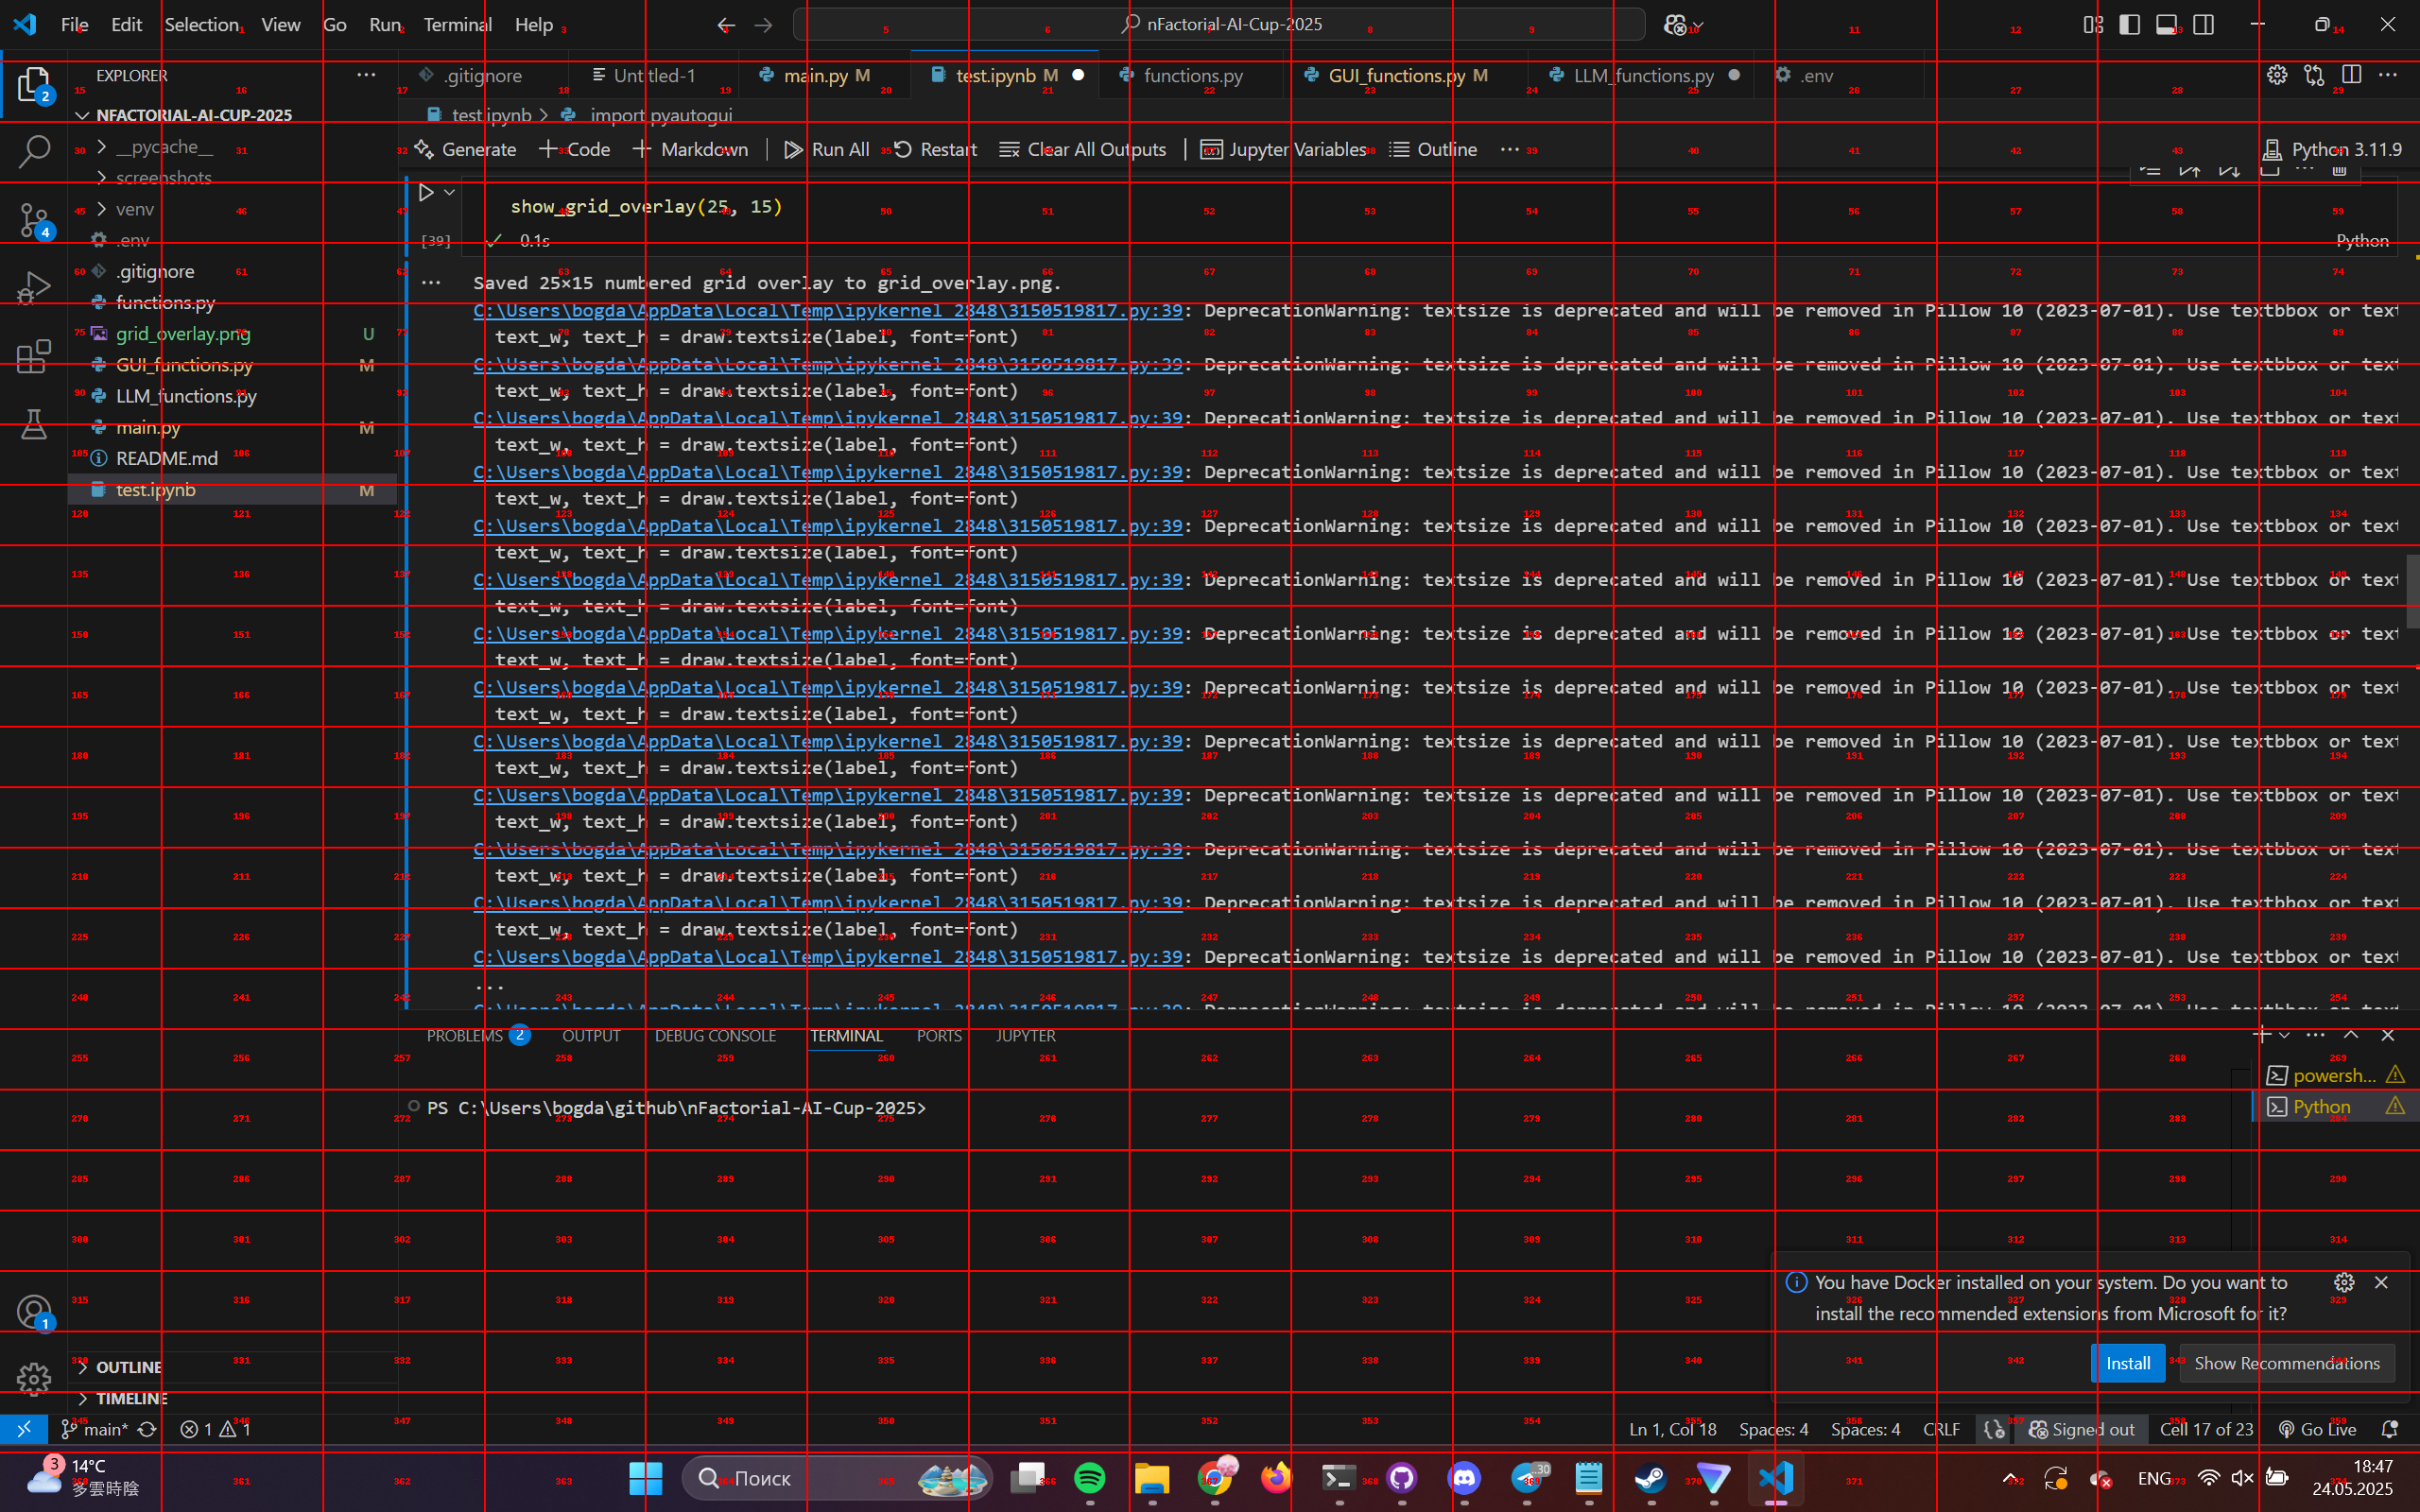 File Edit Selection View Go Run Terminal Help nFactorial-AI-Cup-2025
EXPLORER
.gitignore Untitled-1 main.py M test.ipynb M functions.py GUI_functions.py M LLM_functions.py .env
NFACTORIAL-AI-CUP-2025
test.ipynb > import pyautogui
Generate + Code + Markdown Run All Restart Clear All Outputs Jupyter Variables Outline Python 3.11.9
__pycache__
screenshots
venv
.env
.gitignore
functions.py
grid_overlay.png U
GUI_functions.py M
LLM_functions.py
main.py M
README.md
test.ipynb M
show_grid_overlay(25, 15)
[39] 0.1s
Python
Saved 25×15 numbered grid overlay to grid_overlay.png.
C:\Users\bogda\AppData\Local\Temp\ipykernel_2848\3150519817.py:39: DeprecationWarning: textsize is deprecated and will be removed in Pillow 10 (2023-07-01). Use textbbox or text
text_w, text_h = draw.textsize(label, font=font)
C:\Users\bogda\AppData\Local\Temp\ipykernel_2848\3150519817.py:39: DeprecationWarning: textsize is deprecated and will be removed in Pillow 10 (2023-07-01). Use textbbox or text
text_w, text_h = draw.textsize(label, font=font)
C:\Users\bogda\AppData\Local\Temp\ipykernel_2848\3150519817.py:39: DeprecationWarning: textsize is deprecated and will be removed in Pillow 10 (2023-07-01). Use textbbox or text
text_w, text_h = draw.textsize(label, font=font)
C:\Users\bogda\AppData\Local\Temp\ipykernel_2848\3150519817.py:39: DeprecationWarning: textsize is deprecated and will be removed in Pillow 10 (2023-07-01). Use textbbox or text
text_w, text_h = draw.textsize(label, font=font)
C:\Users\bogda\AppData\Local\Temp\ipykernel_2848\3150519817.py:39: DeprecationWarning: textsize is deprecated and will be removed in Pillow 10 (2023-07-01). Use textbbox or text
text_w, text_h = draw.textsize(label, font=font)
C:\Users\bogda\AppData\Local\Temp\ipykernel_2848\3150519817.py:39: DeprecationWarning: textsize is deprecated and will be removed in Pillow 10 (2023-07-01). Use textbbox or text
text_w, text_h = draw.textsize(label, font=font)
C:\Users\bogda\AppData\Local\Temp\ipykernel_2848\3150519817.py:39: DeprecationWarning: textsize is deprecated and will be removed in Pillow 10 (2023-07-01). Use textbbox or text
text_w, text_h = draw.textsize(label, font=font)
C:\Users\bogda\AppData\Local\Temp\ipykernel_2848\3150519817.py:39: DeprecationWarning: textsize is deprecated and will be removed in Pillow 10 (2023-07-01). Use textbbox or text
text_w, text_h = draw.textsize(label, font=font)
C:\Users\bogda\AppData\Local\Temp\ipykernel_2848\3150519817.py:39: DeprecationWarning: textsize is deprecated and will be removed in Pillow 10 (2023-07-01). Use textbbox or text
text_w, text_h = draw.textsize(label, font=font)
C:\Users\bogda\AppData\Local\Temp\ipykernel_2848\3150519817.py:39: DeprecationWarning: textsize is deprecated and will be removed in Pillow 10 (2023-07-01). Use textbbox or text
text_w, text_h = draw.textsize(label, font=font)
C:\Users\bogda\AppData\Local\Temp\ipykernel_2848\3150519817.py:39: DeprecationWarning: textsize is deprecated and will be removed in Pillow 10 (2023-07-01). Use textbbox or text
text_w, text_h = draw.textsize(label, font=font)
C:\Users\bogda\AppData\Local\Temp\ipykernel_2848\3150519817.py:39: DeprecationWarning: textsize is deprecated and will be removed in Pillow 10 (2023-07-01). Use textbbox or text
text_w, text_h = draw.textsize(label, font=font)
C:\Users\bogda\AppData\Local\Temp\ipykernel_2848\3150519817.py:39: DeprecationWarning: textsize is deprecated and will be removed in Pillow 10 (2023-07-01). Use textbbox or text
...
C:\Users\bogda\AppData\Local\Temp\ipykernel_2848\3150519817.py:39: DeprecationWarning: textsize is deprecated and will be removed in Pillow 10 (2023-07-01). Use textbbox or text
PROBLEMS 2 OUTPUT DEBUG CONSOLE TERMINAL PORTS JUPYTER
powersh...
PS C:\Users\bogda\github\nFactorial-AI-Cup-2025>
Python
You have Docker installed on your system. Do you want to
install the recommended extensions from Microsoft for it?
Install Show Recommendations
OUTLINE
TIMELINE
main* 1 1 Ln 1, Col 18 Spaces: 4 Spaces: 4 CRLF Signed out Cell 17 of 23 Go Live
3 14°C
多雲時陰
Поиск
30
ENG
18:47
24.05.2025